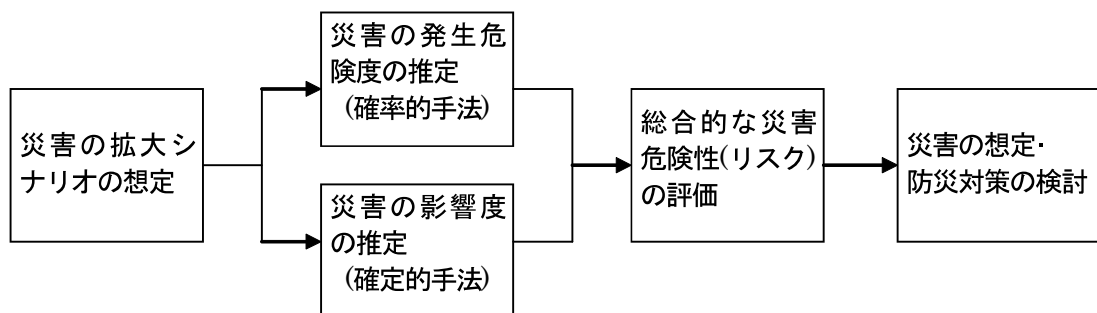 災害の拡大シ
ナリオの想定
災害の発生危
険度の推定
(確率的手法)
災害の影響度
の推定
(確定的手法)
総合的な災害
危険性(リスク)
の評価
災害の想定・
防災対策の検討